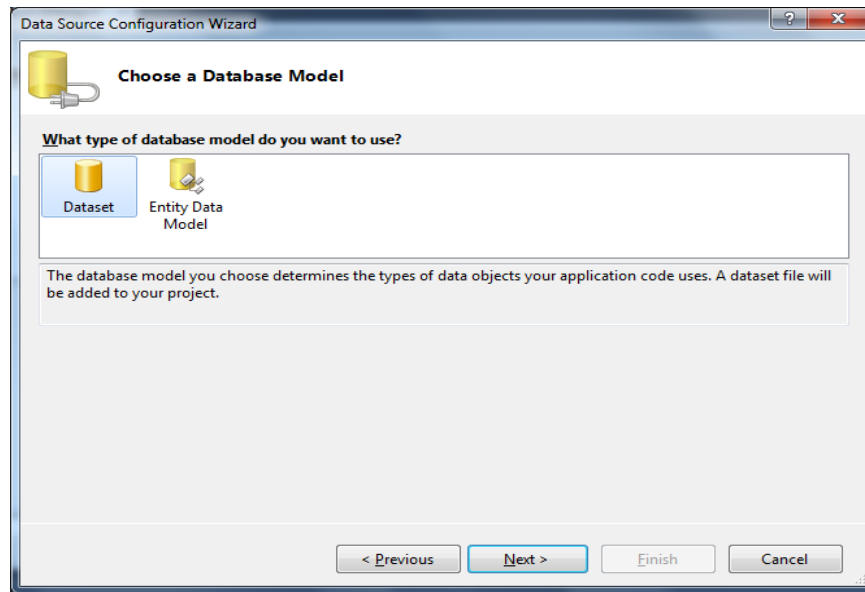 Data Source Configuration Wizard
?
X
Choose a Database Model
What type of database model do you want to use?
Dataset
Entity Data
Model
The database model you choose determines the types of data objects your application code uses. A dataset file will
be added to your project.
< Previous
Next >
Finish
Cancel